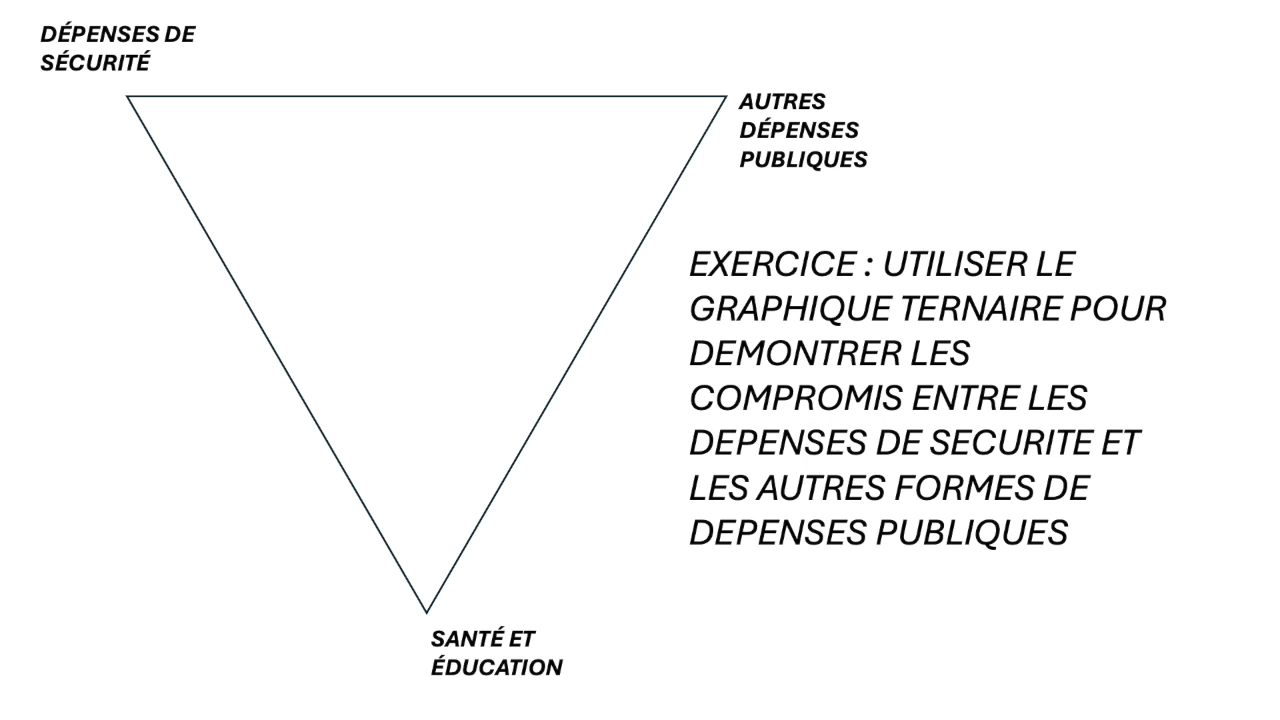 DÉPENSES DE
SÉCURITÉ
AUTRES
DÉPENSES
PUBLIQUES
EXERCICE : UTILISER LE
GRAPHIQUE TERNAIRE POUR
DEMONTRER LES
COMPROMIS ENTRE LES
DEPENSES DE SECURITE ET
LES AUTRES FORMES DE
DEPENSES PUBLIQUES
SANTÉ ET
ÉDUCATION